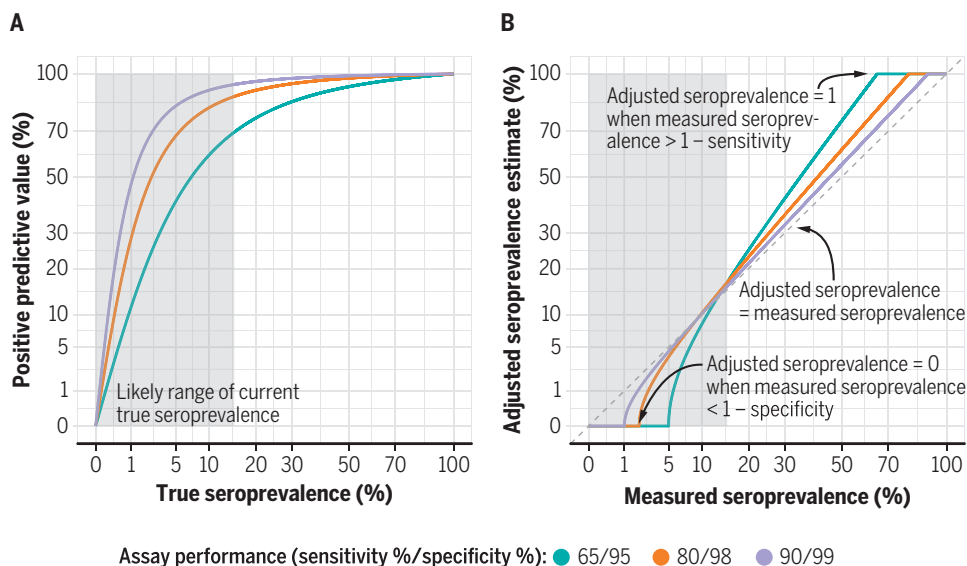 A
Positive predictive value (%)
100
70
50
30
20
10
5
1
0
Likely range of current
true seroprevalence
0 1 5 10 20 30 50 70 100
True seroprevalence (%)
B
Adjusted seroprevalence estimate (%)
100
70
50
30
20
10
5
1
0
Adjusted seroprevalence = 1
when measured seroprev-
alence > 1 – sensitivity
Adjusted seroprevalence
= measured seroprevalence
Adjusted seroprevalence = 0
when measured seroprevalence
< 1 – specificity
0 1 5 10 20 30 50 70 100
Measured seroprevalence (%)
Assay performance (sensitivity %/specificity %): 65/95 80/98 90/99